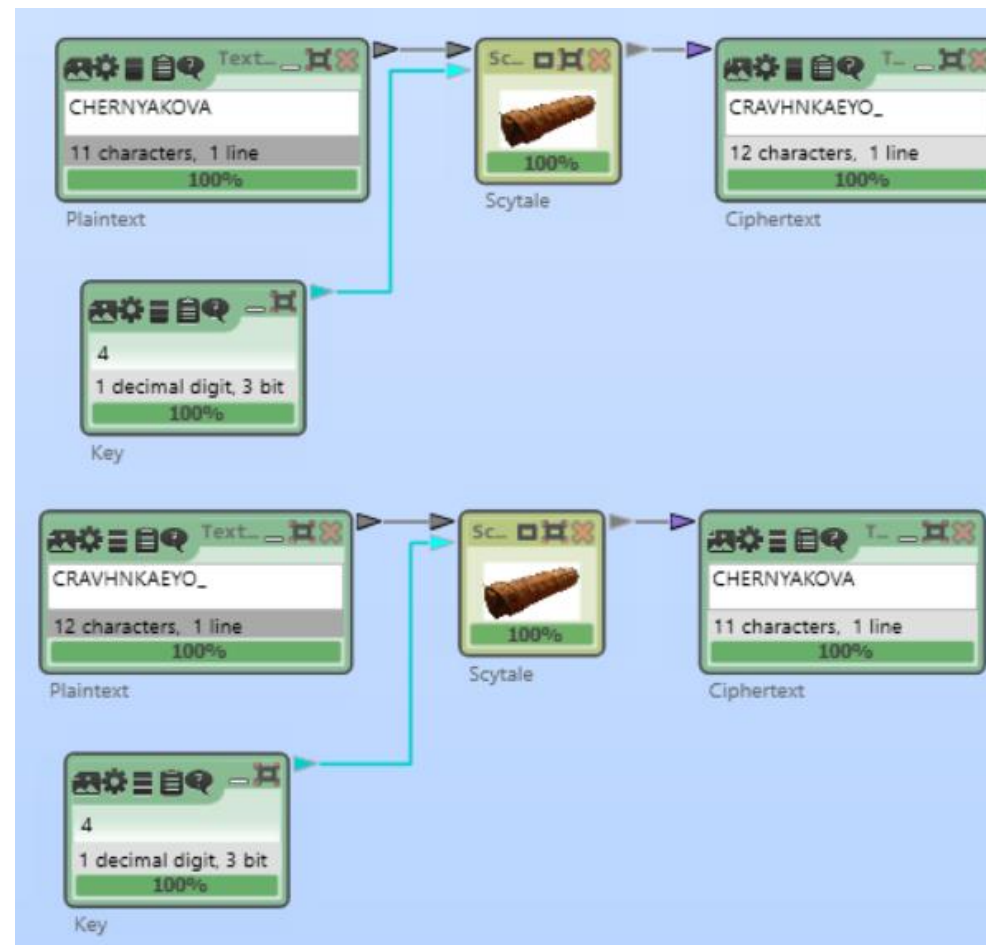 Text... Sc... T...
CHERNYAKOVA
CRAVHNKAEYO_
11 characters, 1 line
12 characters, 1 line
100%
100%
100%
Plaintext
Scytale
Ciphertext
4
1 decimal digit, 3 bit
100%
Key
Text... Sc... T...
CRAVHNKAEYO_
CHERNYAKOVA
12 characters, 1 line
11 characters, 1 line
100%
100%
100%
Plaintext
Scytale
Ciphertext
4
1 decimal digit, 3 bit
100%
Key